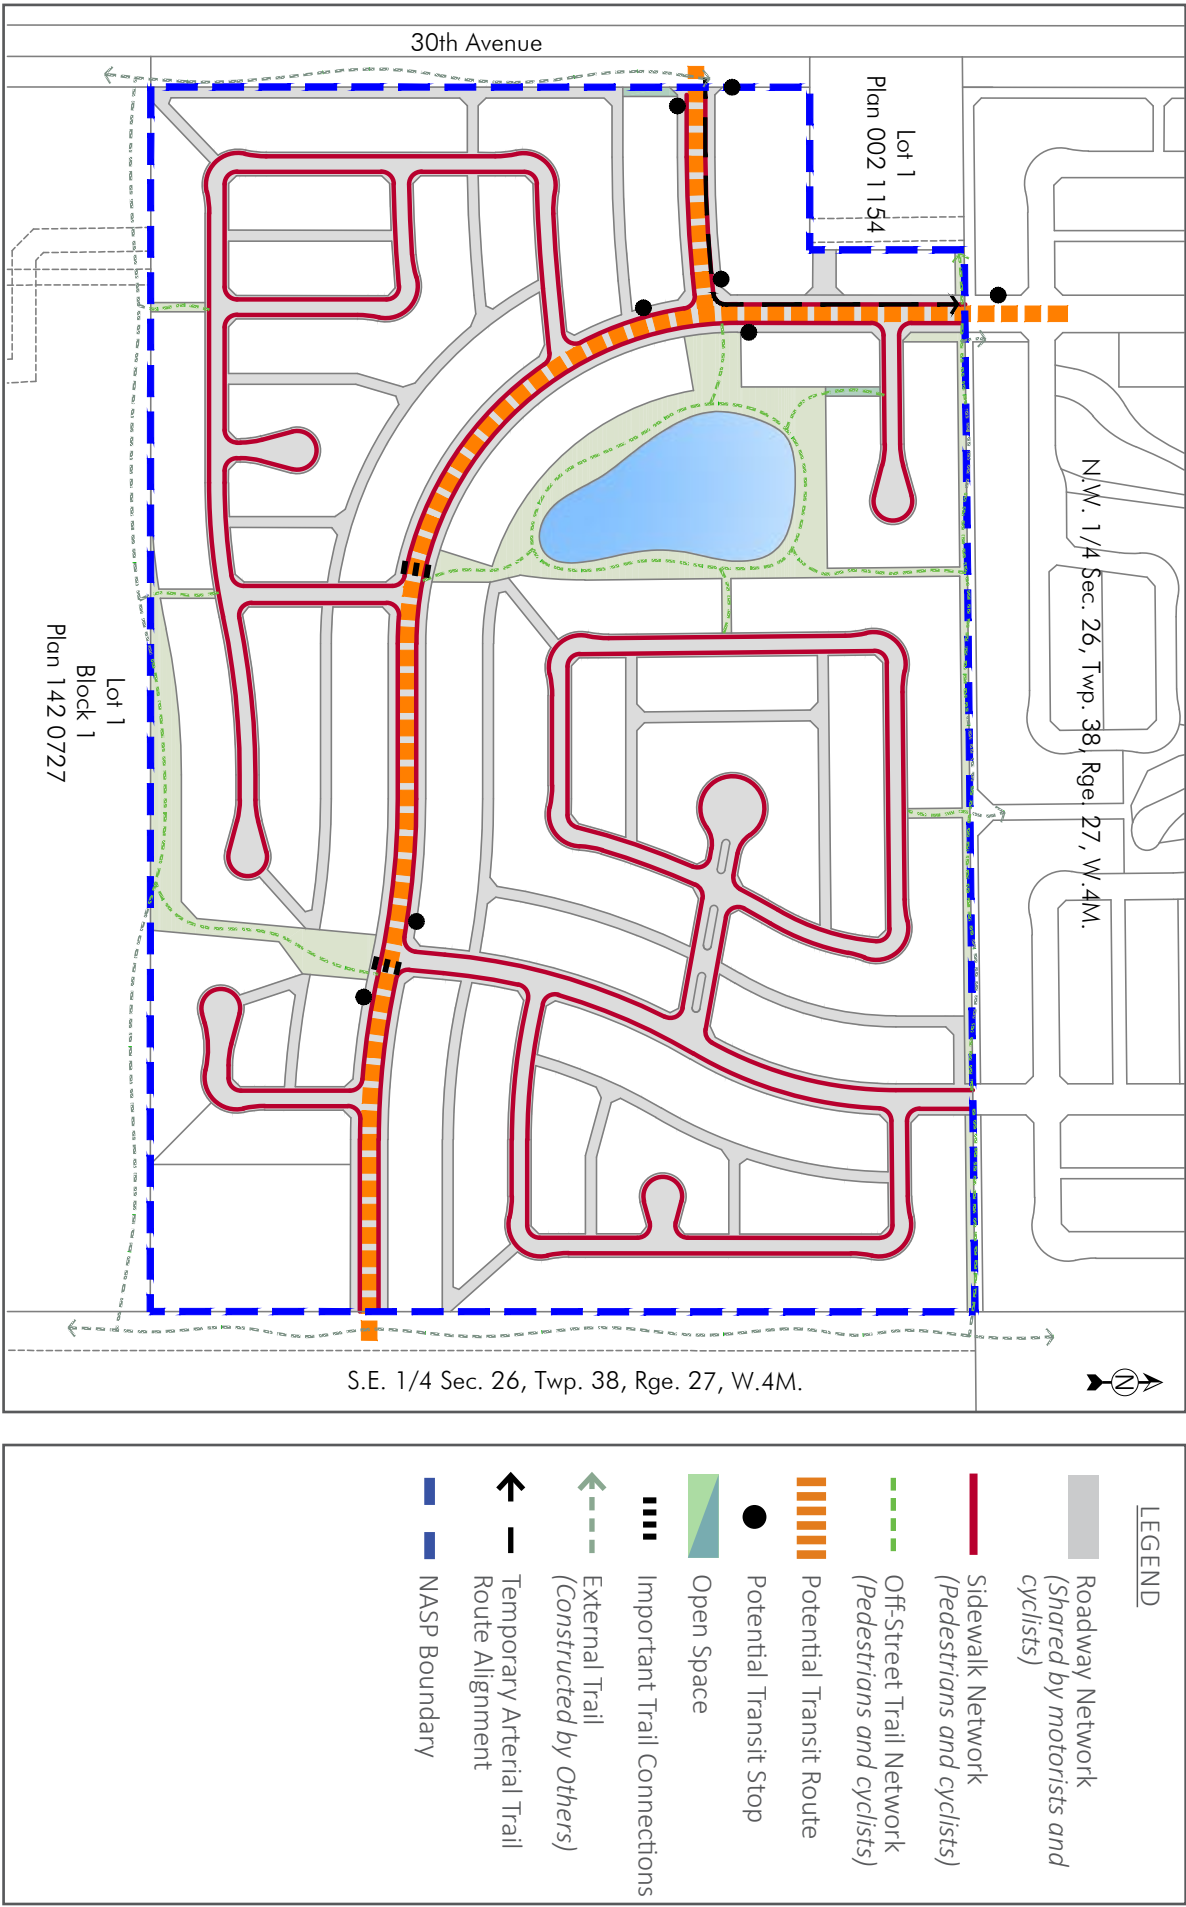 30th Avenue
Lot 1
Plan 002 1154
N.W. 1/4 Sec. 26, Twp. 38, Rge. 27, W.4M.
Lot 1
Block 1
Plan 142 0727
S.E. 1/4 Sec. 26, Twp. 38, Rge. 27, W.4M.
N
LEGEND
Roadway Network
(Shared by motorists and
cyclists)
Sidewalk Network
(Pedestrians and cyclists)
Off-Street Trail Network
(Pedestrians and cyclists)
Potential Transit Route
Potential Transit Stop
Open Space
Important Trail Connections
External Trail
(Constructed by Others)
Temporary Arterial Trail
Route Alignment
NASP Boundary